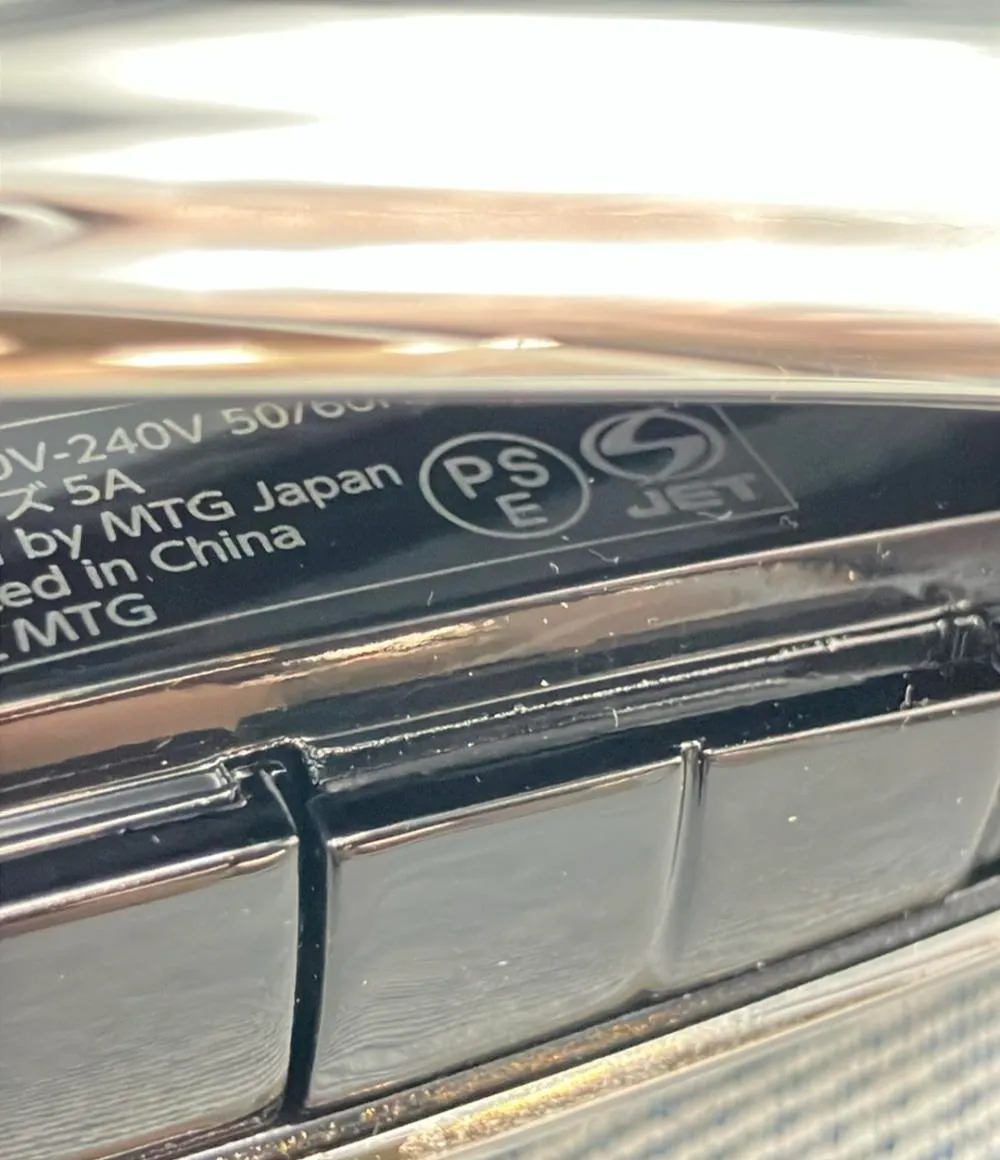 0V-240V 50/60
ズ 5A
by MTG Japan
ed in China
MTG
PS
E
JET